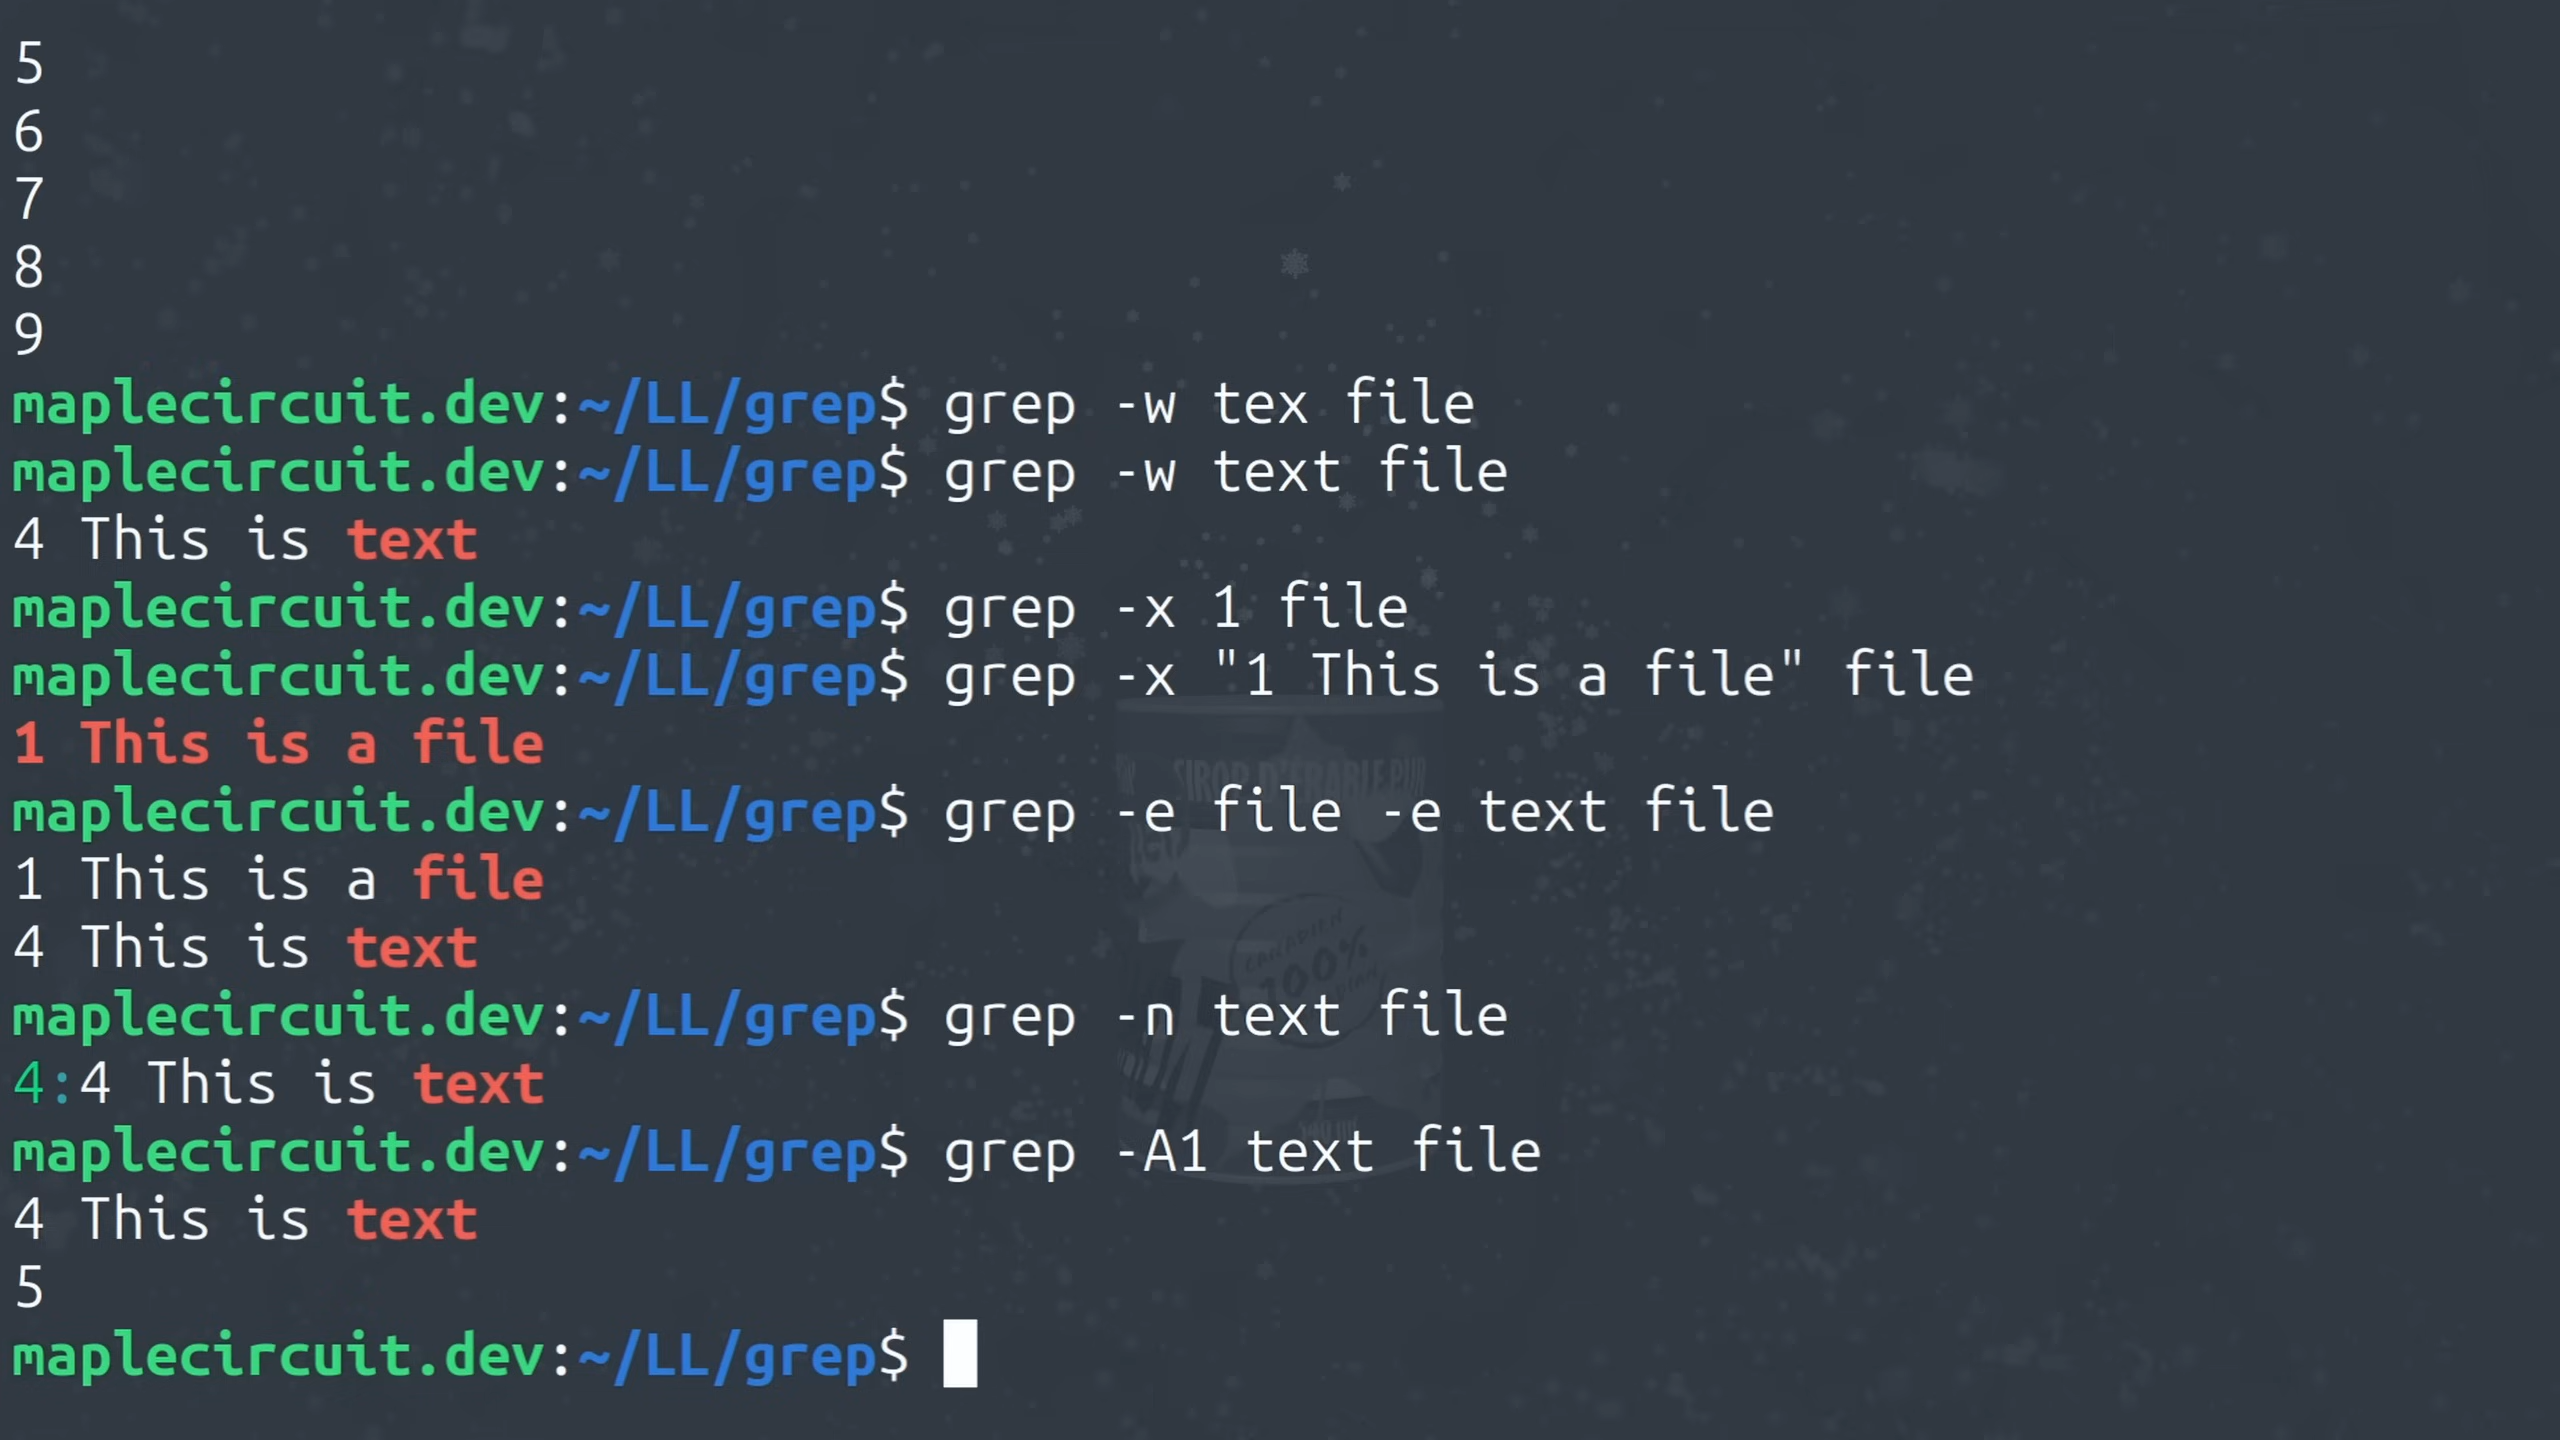 5
6
7
8
9
maplecircuit.dev:~/LL/grep$ grep -w tex file
maplecircuit.dev:~/LL/grep$ grep -w text file
4 This is text
maplecircuit.dev:~/LL/grep$ grep -x 1 file
maplecircuit.dev:~/LL/grep$ grep -x "1 This is a file" file
1 This is a file
maplecircuit.dev:~/LL/grep$ grep -e file -e text file
1 This is a file
4 This is text
maplecircuit.dev:~/LL/grep$ grep -n text file
4:4 This is text
maplecircuit.dev:~/LL/grep$ grep -A1 text file
4 This is text
5
maplecircuit.dev:~/LL/grep$
SIROP D'ÉRABLE PUR
100%